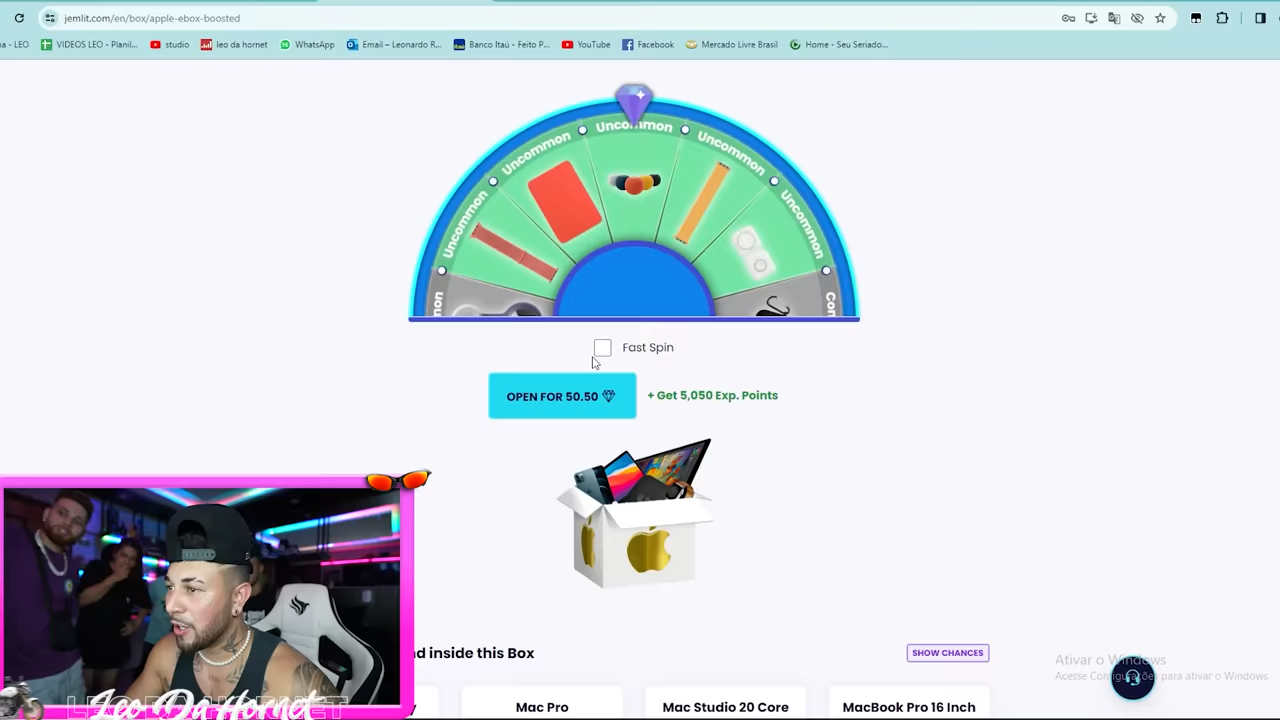 jemlit.com/en/box/apple-ebox-boosted
na - LEO
VIDEOS LEO - Planil...
studio
leo da hornet
WhatsApp
Email – Leonardo R...
Banco Itaú - Feito P...
YouTube
Facebook
Mercado Livre Brasil
Home - Seu Seriado...
Uncommon
Uncommon
Uncommon
Uncommon
Uncommon
mon
Con
Fast Spin
OPEN FOR 50.50
+ Get 5,050 Exp. Points
nd inside this Box
SHOW CHANCES
Ativar o Windows
Acesse Configurações para ativar o Windows.
Mac Pro
Mac Studio 20 Core
MacBook Pro 16 Inch
Leo Da Hornet